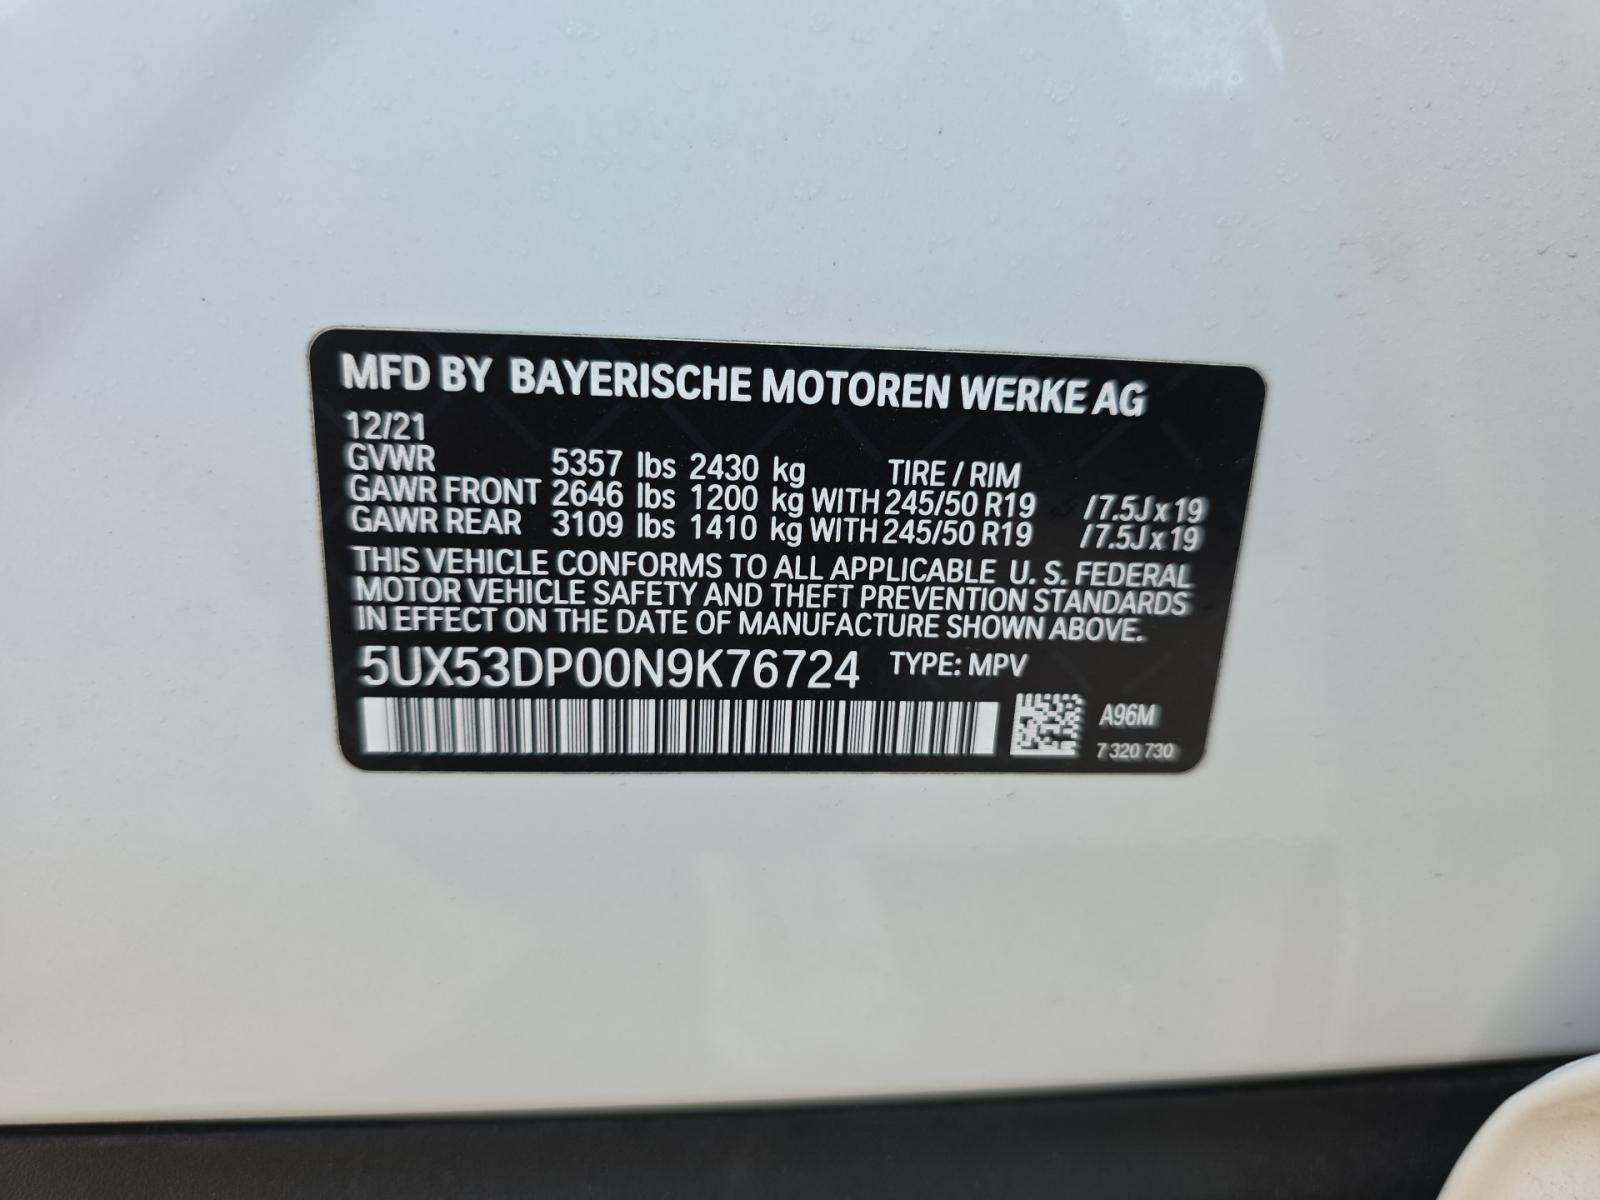 MFD BY BAYERISCHE MOTOREN WERKE AG
12/21
GVWR 5357 lbs 2430 kg TIRE / RIM
GAWR FRONT 2646 lbs 1200 kg WITH 245/50 R19 /7.5J x 19
GAWR REAR 3109 lbs 1410 kg WITH 245/50 R19 /7.5J x 19
THIS VEHICLE CONFORMS TO ALL APPLICABLE U. S. FEDERAL
MOTOR VEHICLE SAFETY AND THEFT PREVENTION STANDARDS
IN EFFECT ON THE DATE OF MANUFACTURE SHOWN ABOVE.
5UX53DP00N9K76724 TYPE: MPV
A96M
7 320 730